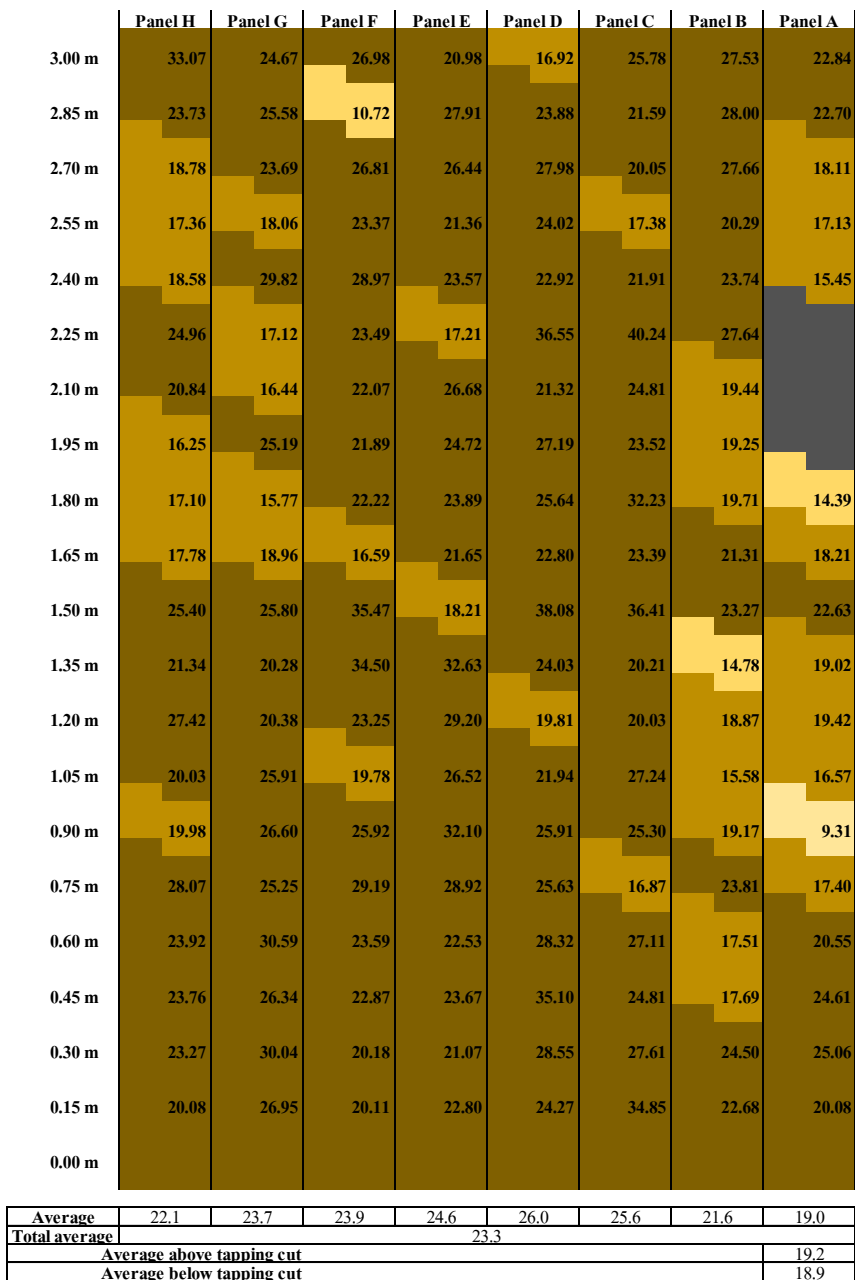 Panel H Panel G Panel F Panel E Panel D Panel C Panel B Panel A
3.00 m 33.07 24.67 26.98 20.98 16.92 25.78 27.53 22.84
2.85 m 23.73 25.58 10.72 27.91 23.88 21.59 28.00 22.70
2.70 m 18.78 23.69 26.81 26.44 27.98 20.05 27.66 18.11
2.55 m 17.36 18.06 23.37 21.36 24.02 17.38 20.29 17.13
2.40 m 18.58 29.82 28.97 23.57 22.92 21.91 23.74 15.45
2.25 m 24.96 17.12 23.49 17.21 36.55 40.24 27.64
2.10 m 20.84 16.44 22.07 26.68 21.32 24.81 19.44
1.95 m 16.25 25.19 21.89 24.72 27.19 23.52 19.25
1.80 m 17.10 15.77 22.22 23.89 25.64 32.23 19.71 14.39
1.65 m 17.78 18.96 16.59 21.65 22.80 23.39 21.31 18.21
1.50 m 25.40 25.80 35.47 18.21 38.08 36.41 23.27 22.63
1.35 m 21.34 20.28 34.50 32.63 24.03 20.21 14.78 19.02
1.20 m 27.42 20.38 23.25 29.20 19.81 20.03 18.87 19.42
1.05 m 20.03 25.91 19.78 26.52 21.94 27.24 15.58 16.57
0.90 m 19.98 26.60 25.92 32.10 25.91 25.30 19.17 9.31
0.75 m 28.07 25.25 29.19 28.92 25.63 16.87 23.81 17.40
0.60 m 23.92 30.59 23.59 22.53 28.32 27.11 17.51 20.55
0.45 m 23.76 26.34 22.87 23.67 35.10 24.81 17.69 24.61
0.30 m 23.27 30.04 20.18 21.07 28.55 27.61 24.50 25.06
0.15 m 20.08 26.95 20.11 22.80 24.27 34.85 22.68 20.08
0.00 m
Average 22.1 23.7 23.9 24.6 26.0 25.6 21.6 19.0
Total average 23.3
Average above tapping cut 19.2
Average below tapping cut 18.9